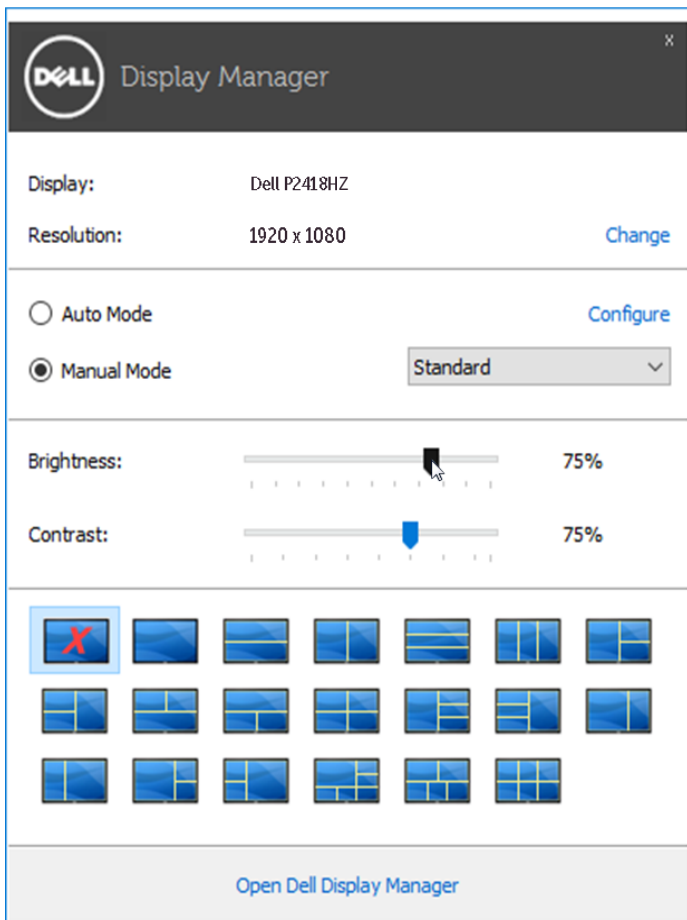 DELL Display Manager x
Display: Dell P2418HZ
Resolution: 1920 x 1080 Change
Auto Mode Configure
Manual Mode Standard
Brightness: 75%
Contrast: 75%
X
Open Dell Display Manager